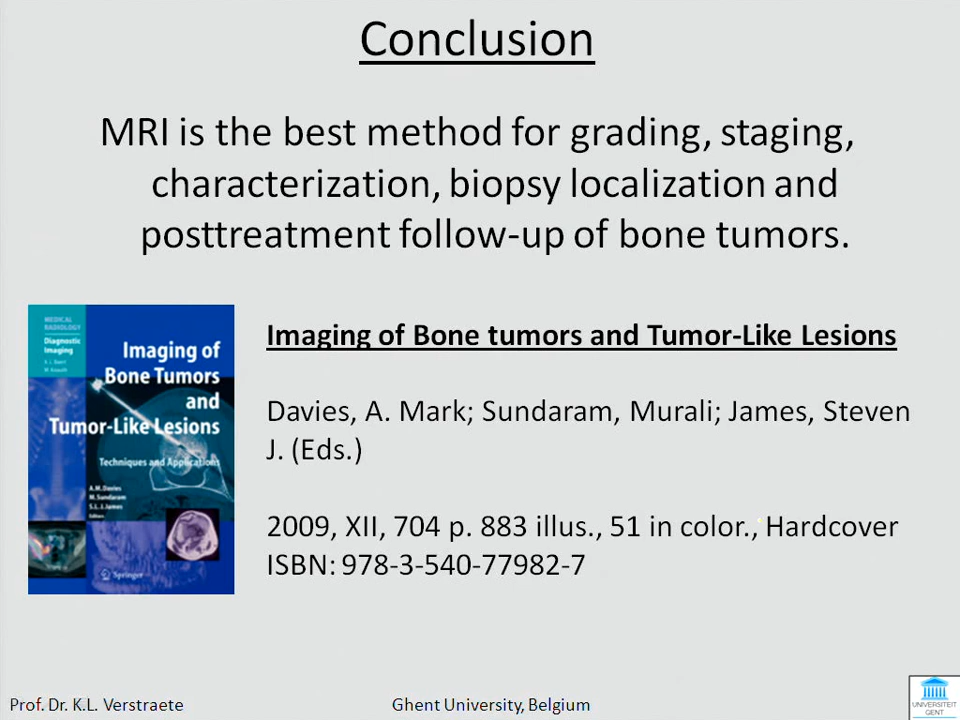 Conclusion
MRI is the best method for grading, staging,
characterization, biopsy localization and
posttreatment follow-up of bone tumors.
MEDICAL
RADIOLOGY
Diagnostic
Imaging
Imaging of
Bone Tumors
and
Tumor-Like Lesions
Techniques and Applications
A.M. Davies
M. Sundaram
S.L.J. James
Editors
Springer
Imaging of Bone tumors and Tumor-Like Lesions
Davies, A. Mark; Sundaram, Murali; James, Steven
J. (Eds.)
2009, XII, 704 p. 883 illus., 51 in color., Hardcover
ISBN: 978-3-540-77982-7
Prof. Dr. K.L. Verstraete
Ghent University, Belgium
UNIVERSITEIT
GENT